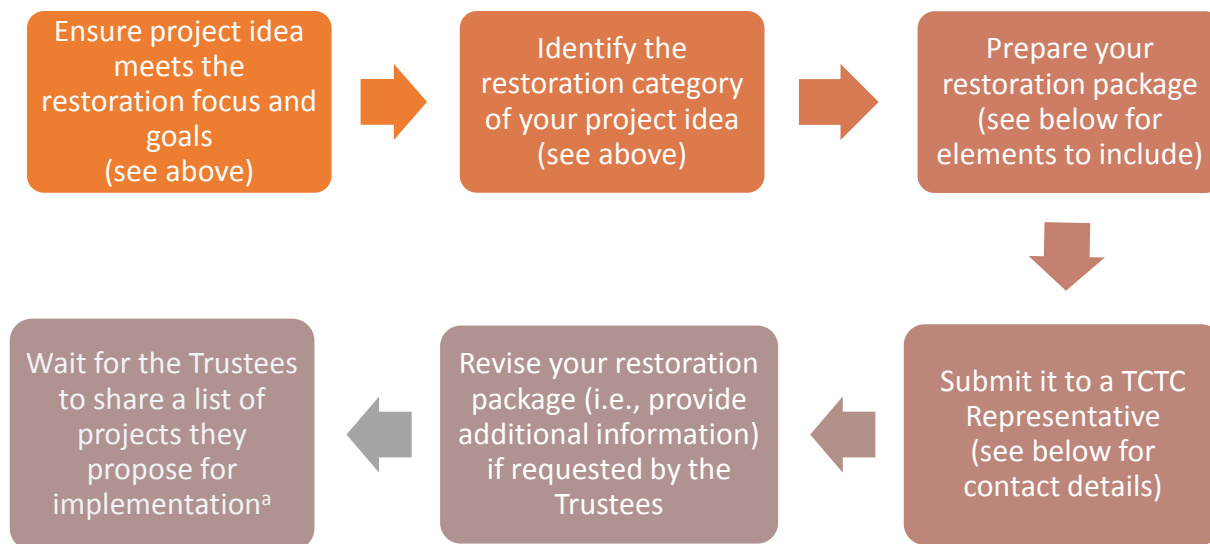 Ensure project idea
meets the
restoration focus and
goals
(see above)
Identify the
restoration category
of your project idea
(see above)
Prepare your
restoration package
(see below for
elements to include)
Submit it to a TCTC
Representative
(see below for
contact details)
Revise your restoration
package (i.e., provide
additional information)
if requested by the
Trustees
Wait for the Trustees
to share a list of
projects they
propose for
implementationᵃ